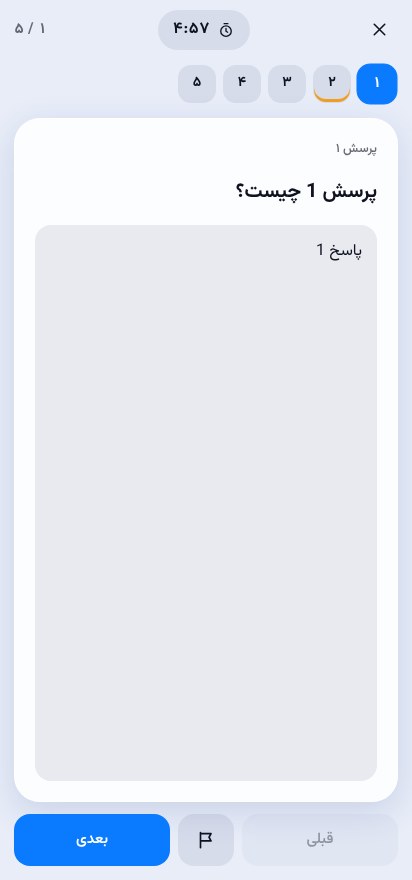 ۴:۵۷
۱ / ۵
۱ ۲ ۳ ۴ ۵
پرسش ۱
پرسش 1 چیست؟
پاسخ 1
قبلی
بعدی